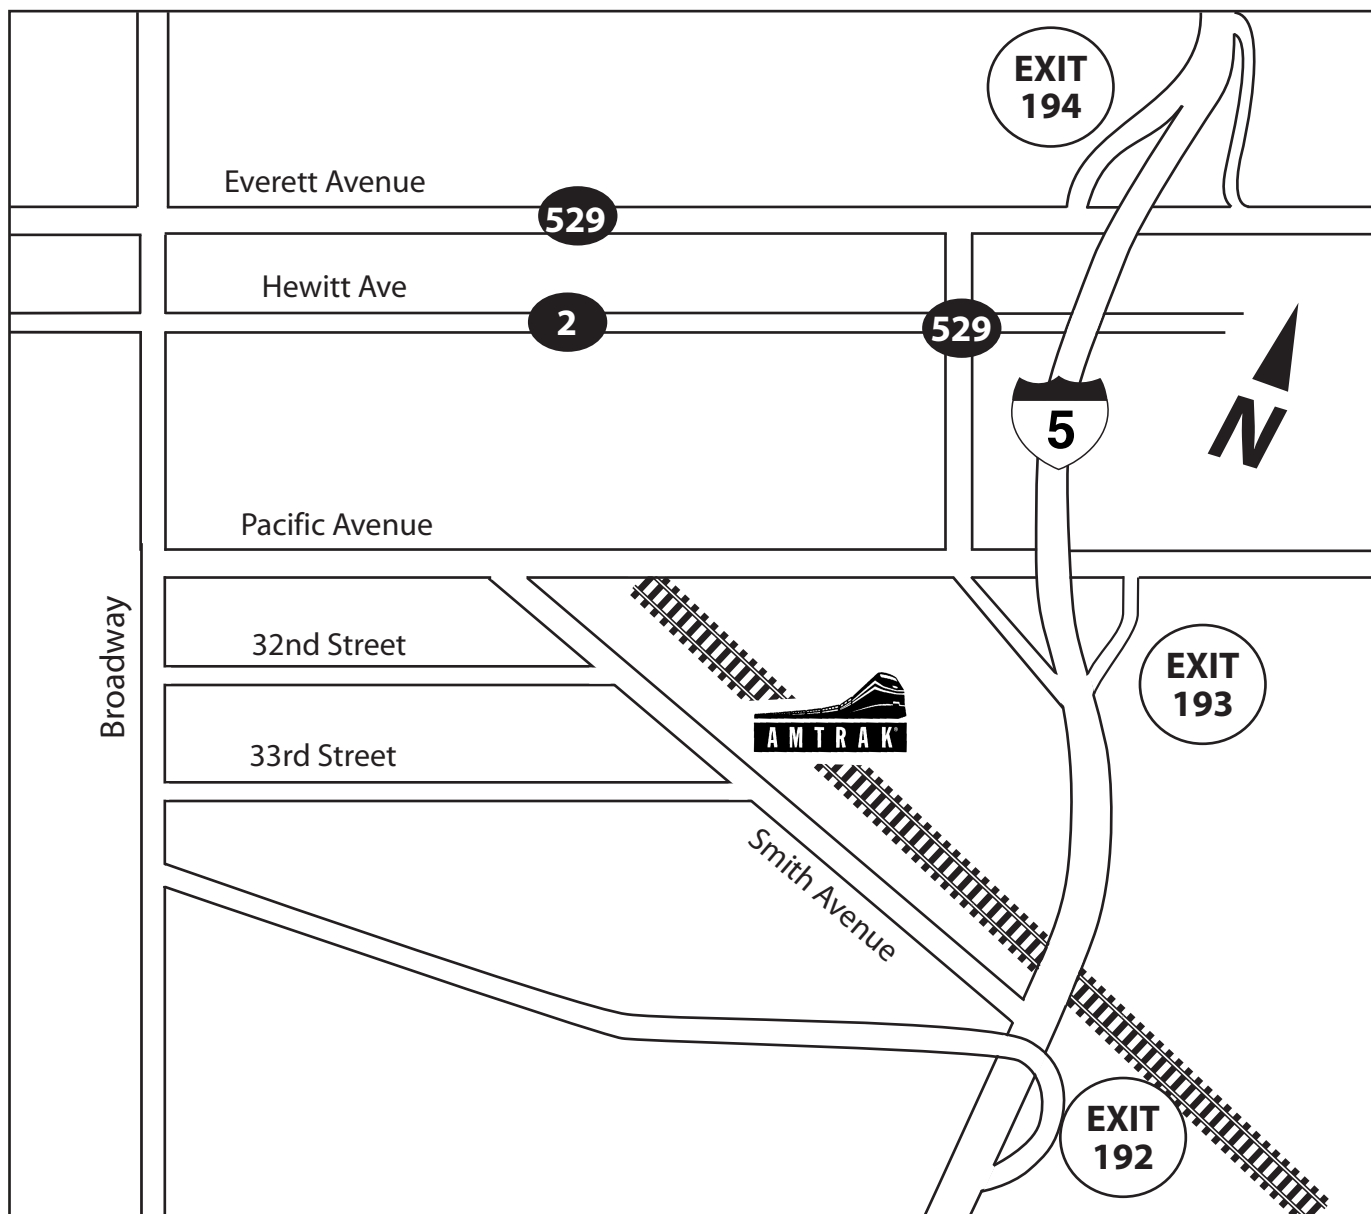 EXIT
194
Everett Avenue
529
Hewitt Ave
2
529
5
N
Pacific Avenue
Broadway
32nd Street
EXIT
193
AMTRAK®
33rd Street
Smith Avenue
EXIT
192